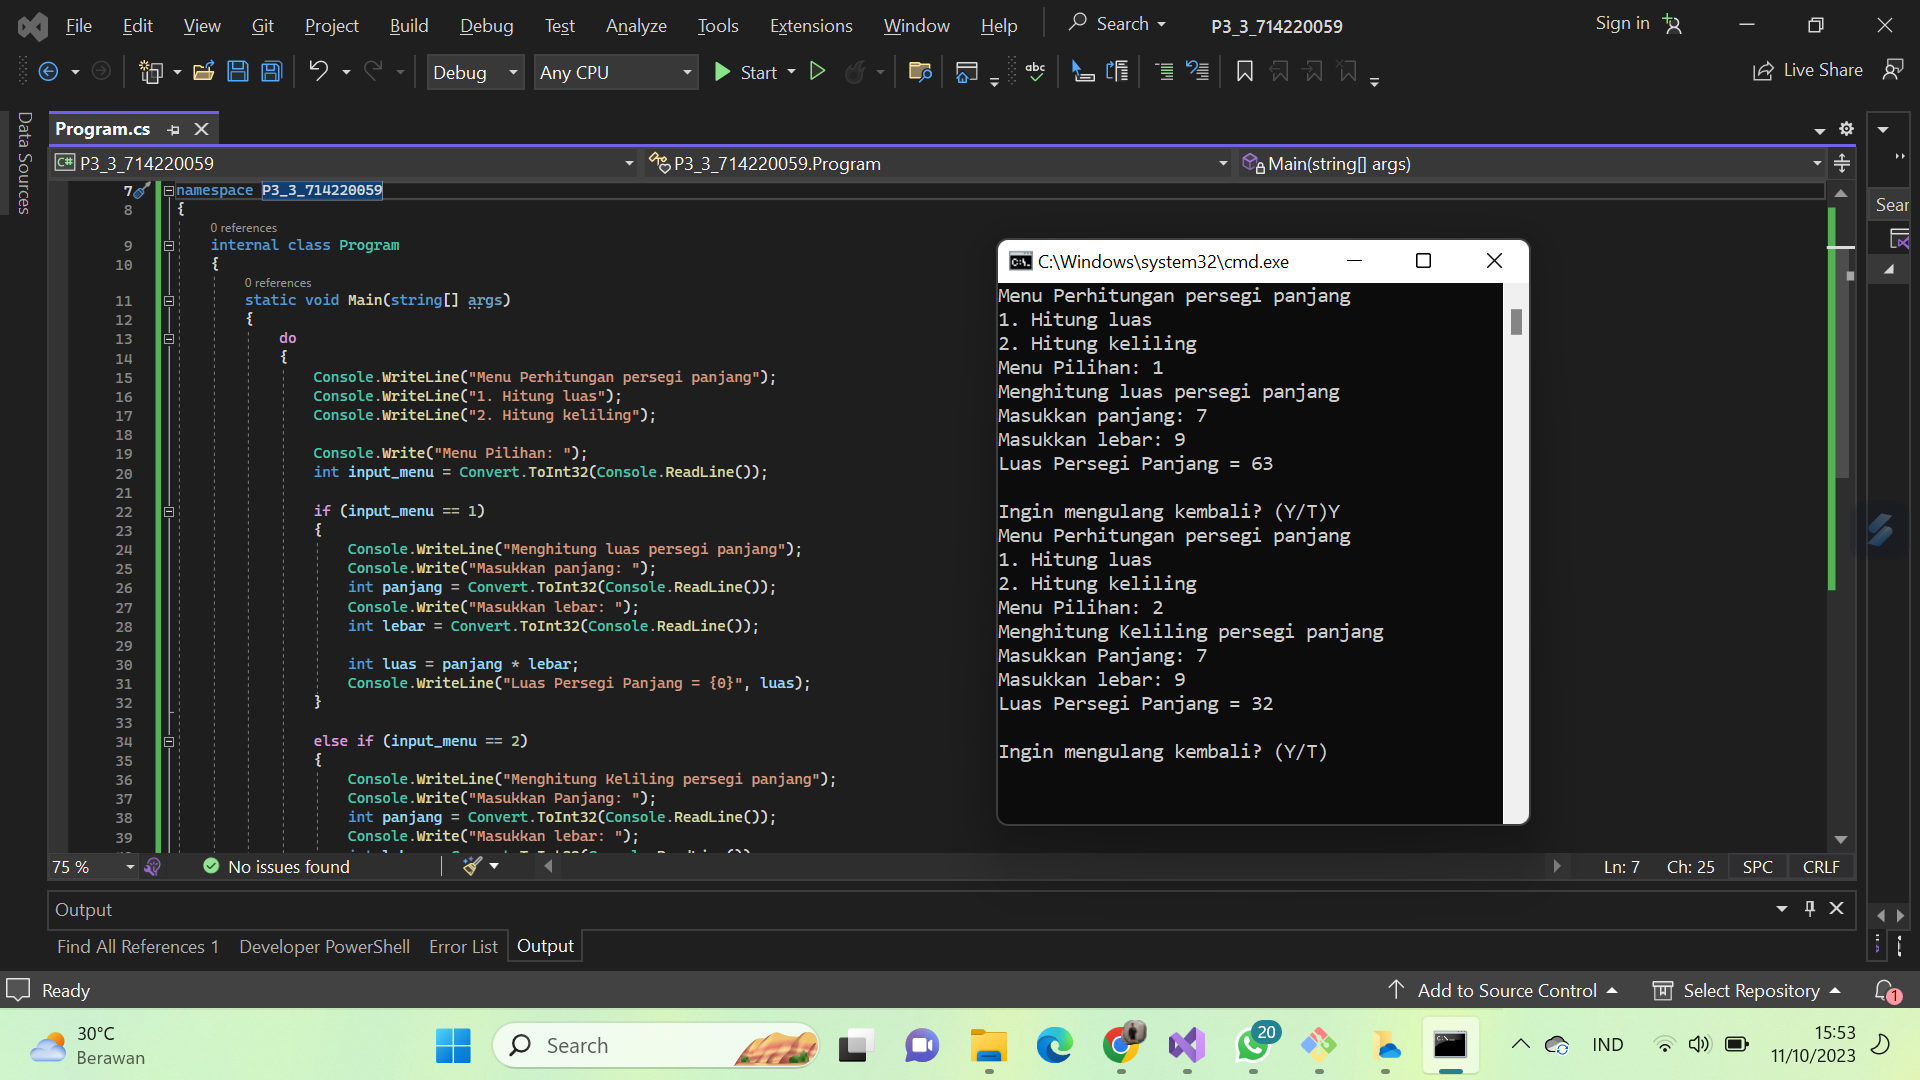 File Edit View Git Project Build Debug Test Analyze Tools Extensions Window Help Search P3_3_714220059 Sign in
Debug Any CPU Start Live Share
Data Sources
Program.cs
P3_3_714220059 P3_3_714220059.Program Main(string[] args)
7 namespace P3_3_714220059
8 {
0 references
9 internal class Program
10 {
0 references
11 static void Main(string[] args)
12 {
13 do
14 {
15 Console.WriteLine("Menu Perhitungan persegi panjang");
16 Console.WriteLine("1. Hitung luas");
17 Console.WriteLine("2. Hitung keliling");
18
19 Console.Write("Menu Pilihan: ");
20 int input_menu = Convert.ToInt32(Console.ReadLine());
21
22 if (input_menu == 1)
23 {
24 Console.WriteLine("Menghitung luas persegi panjang");
25 Console.Write("Masukkan panjang: ");
26 int panjang = Convert.ToInt32(Console.ReadLine());
27 Console.Write("Masukkan lebar: ");
28 int lebar = Convert.ToInt32(Console.ReadLine());
29
30 int luas = panjang * lebar;
31 Console.WriteLine("Luas Persegi Panjang = {0}", luas);
32 }
33
34 else if (input_menu == 2)
35 {
36 Console.WriteLine("Menghitung Keliling persegi panjang");
37 Console.Write("Masukkan Panjang: ");
38 int panjang = Convert.ToInt32(Console.ReadLine());
39 Console.Write("Masukkan lebar: ");
C:\Windows\system32\cmd.exe
Menu Perhitungan persegi panjang
1. Hitung luas
2. Hitung keliling
Menu Pilihan: 1
Menghitung luas persegi panjang
Masukkan panjang: 7
Masukkan lebar: 9
Luas Persegi Panjang = 63
Ingin mengulang kembali? (Y/T)Y
Menu Perhitungan persegi panjang
1. Hitung luas
2. Hitung keliling
Menu Pilihan: 2
Menghitung Keliling persegi panjang
Masukkan Panjang: 7
Masukkan lebar: 9
Luas Persegi Panjang = 32
Ingin mengulang kembali? (Y/T)
Sear
75 % No issues found Ln: 7 Ch: 25 SPC CRLF
Output
Find All References 1 Developer PowerShell Error List Output
Ready Add to Source Control Select Repository 1
30°C
Berawan
Search
20
IND
15:53
11/10/2023